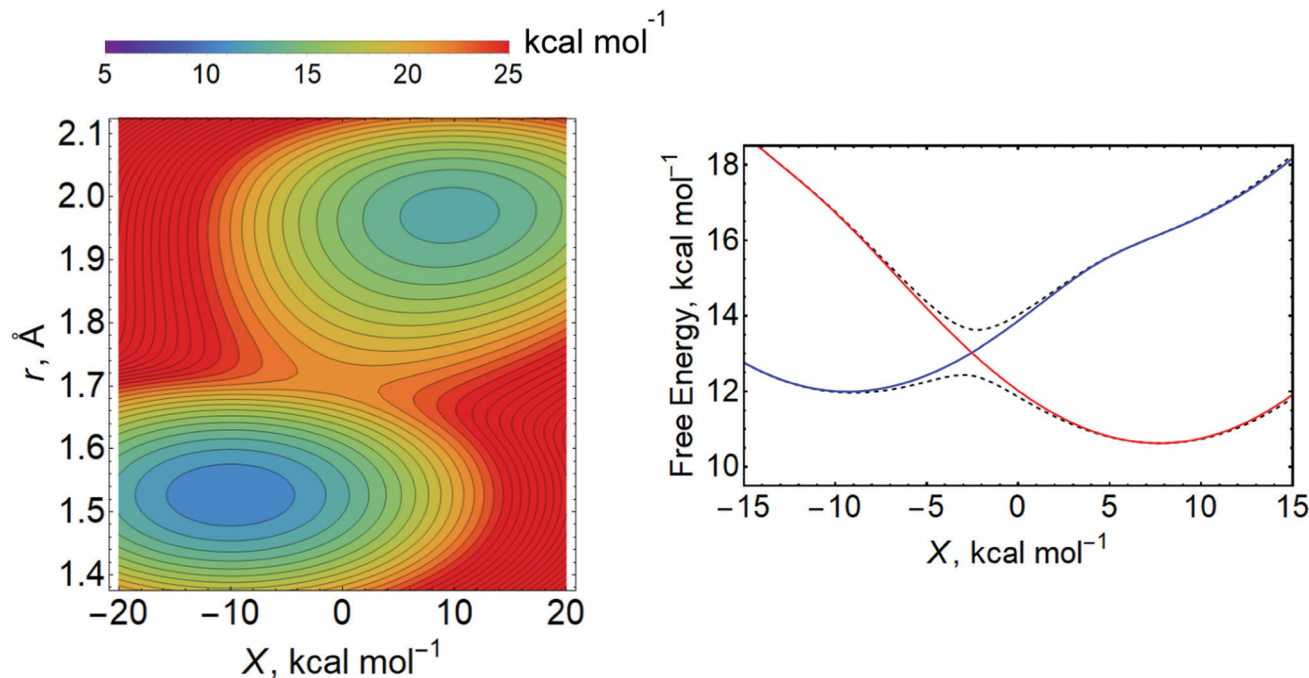 kcal mol⁻¹
5 10 15 20 25
2.1
2.0
1.9
1.8
1.7
1.6
1.5
1.4
r, Å
−20 −10 0 10 20
X, kcal mol⁻¹
18
16
14
12
10
Free Energy, kcal mol⁻¹
−15 −10 −5 0 5 10 15
X, kcal mol⁻¹